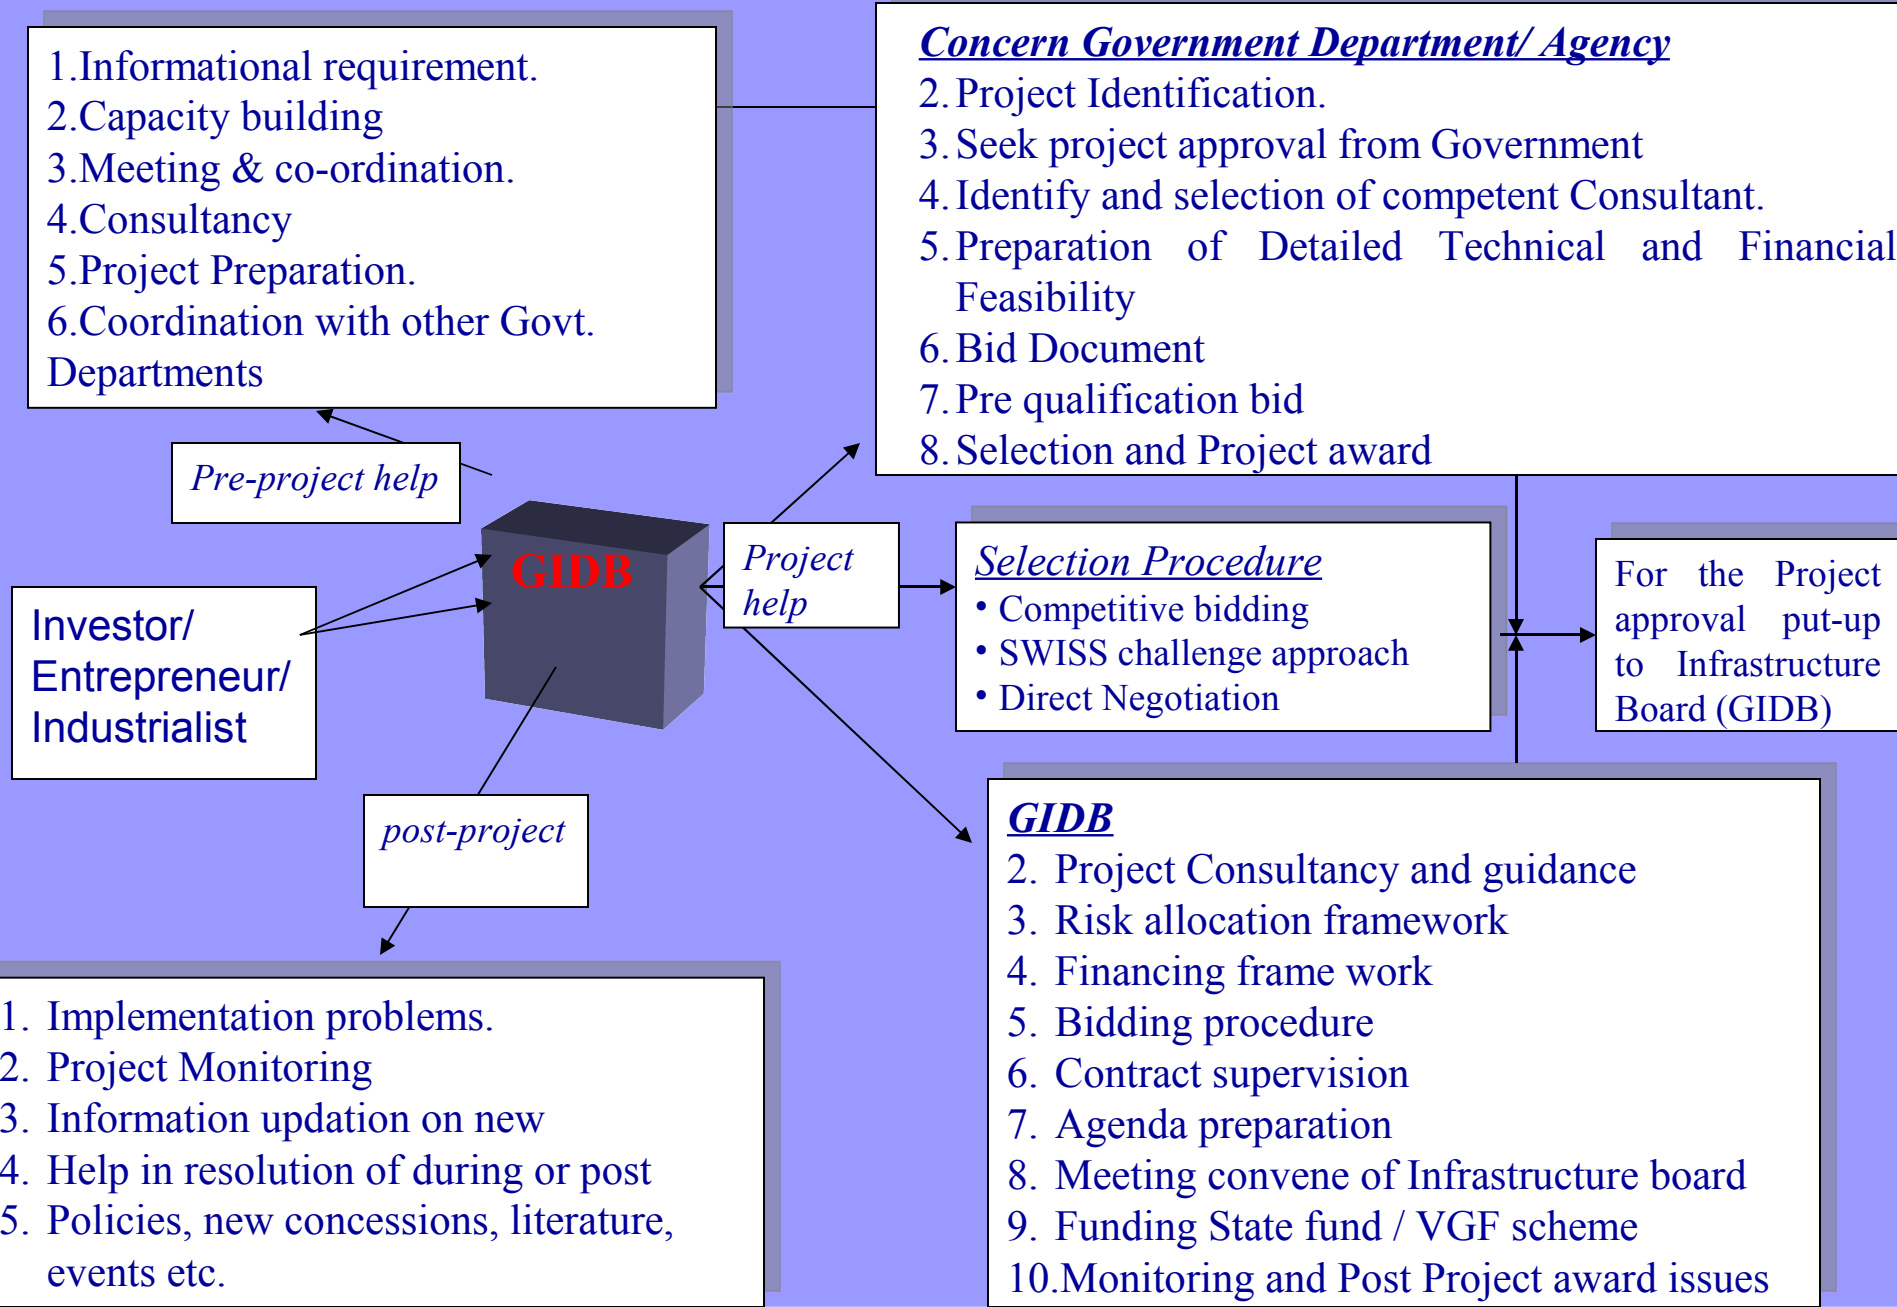 1.Informational requirement.
2.Capacity building
3.Meeting & co-ordination.
4.Consultancy
5.Project Preparation.
6.Coordination with other Govt.
Departments
Concern Government Department/ Agency
2. Project Identification.
3. Seek project approval from Government
4. Identify and selection of competent Consultant.
5. Preparation of Detailed Technical and Financial
Feasibility
6. Bid Document
7. Pre qualification bid
8. Selection and Project award
Pre-project help
GIDB
Project
help
Selection Procedure
• Competitive bidding
• SWISS challenge approach
• Direct Negotiation
For the Project
approval put-up
to Infrastructure
Board (GIDB)
Investor/
Entrepreneur/
Industrialist
post-project
GIDB
2. Project Consultancy and guidance
3. Risk allocation framework
4. Financing frame work
5. Bidding procedure
6. Contract supervision
7. Agenda preparation
8. Meeting convene of Infrastructure board
9. Funding State fund / VGF scheme
10.Monitoring and Post Project award issues
1. Implementation problems.
2. Project Monitoring
3. Information updation on new
4. Help in resolution of during or post
5. Policies, new concessions, literature,
events etc.